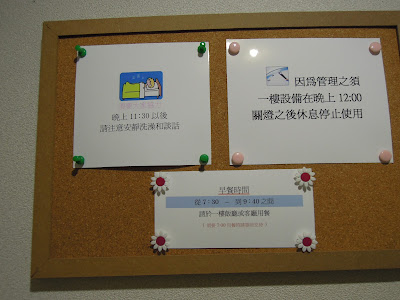 晚上 11:30 以後
請注意安靜洗澡和談話
因為管理之須
一樓設備在晚上 12:00
關燈之後休息停止使用
早餐時間
從 7:30 - 到 9:40 之間
請於一樓飯廳或客廳用餐